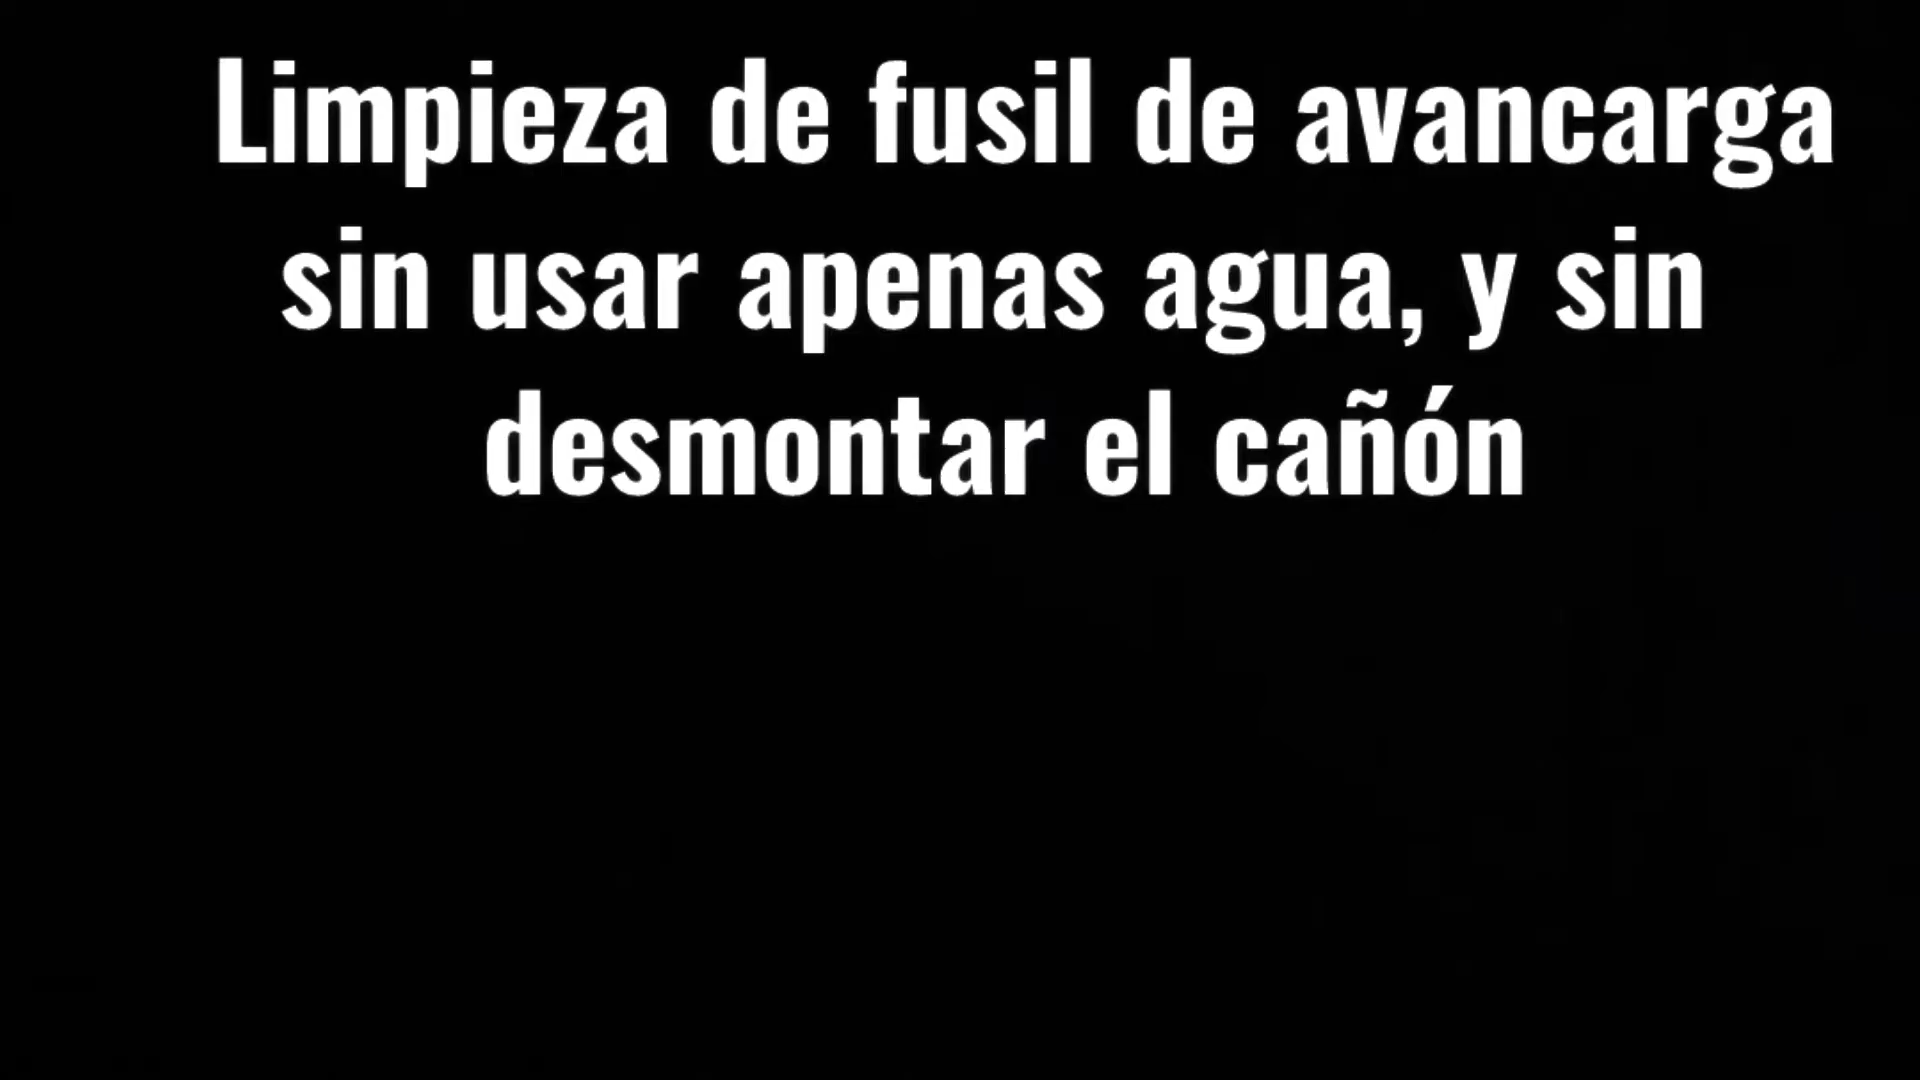 Limpieza de fusil de avancarga
sin usar apenas agua, y sin
desmontar el cañón